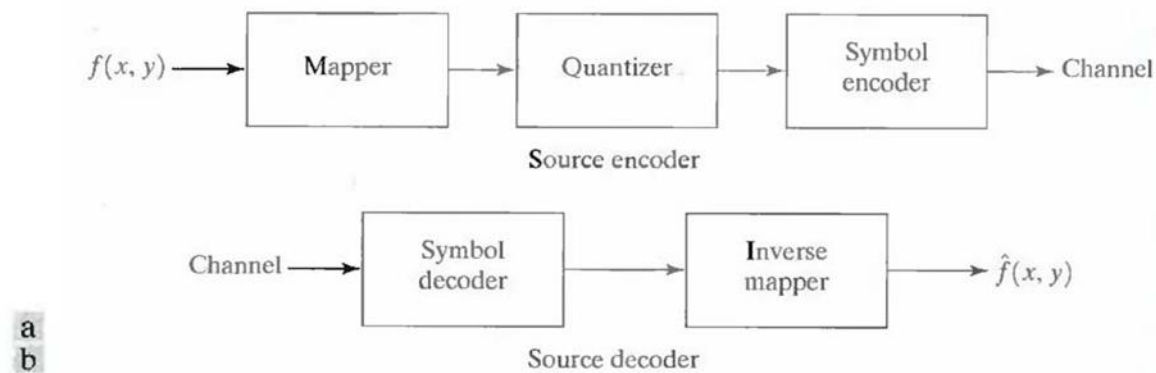 f(x, y) Mapper Quantizer Symbol encoder Channel
Source encoder
Channel Symbol decoder Inverse mapper f̂(x, y)
a
b Source decoder